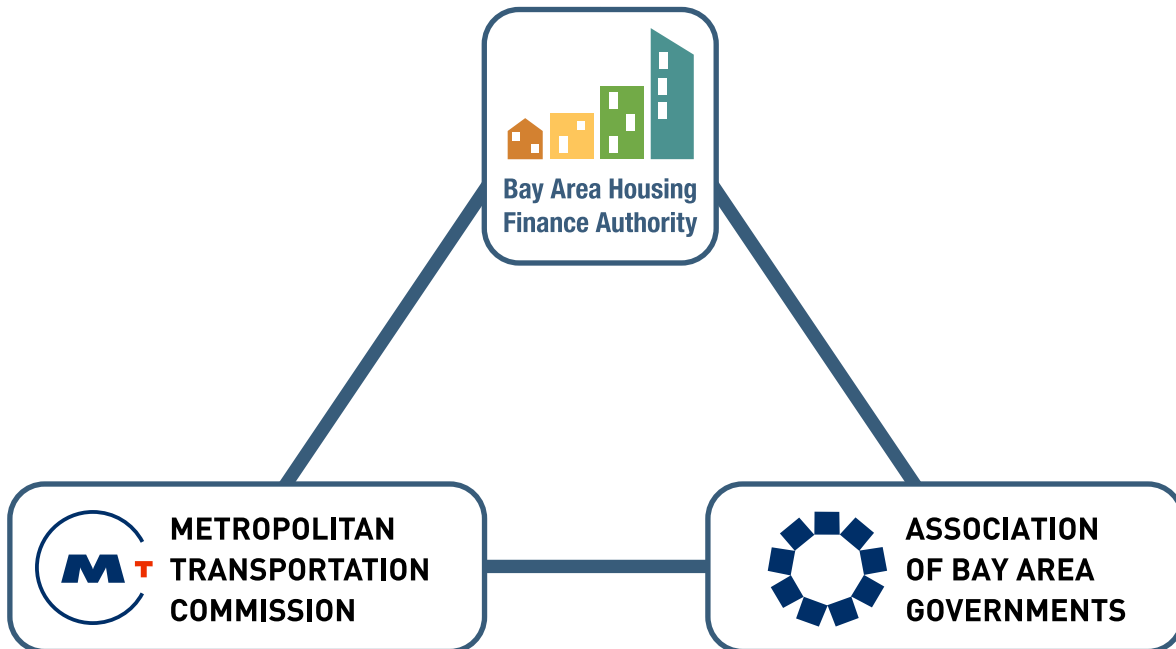 Bay Area Housing
Finance Authority
M T
METROPOLITAN
TRANSPORTATION
COMMISSION
ASSOCIATION
OF BAY AREA
GOVERNMENTS